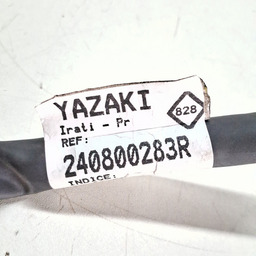 YAZAKI
828
Irati - Pr
REF:
240800283R
INDICE: